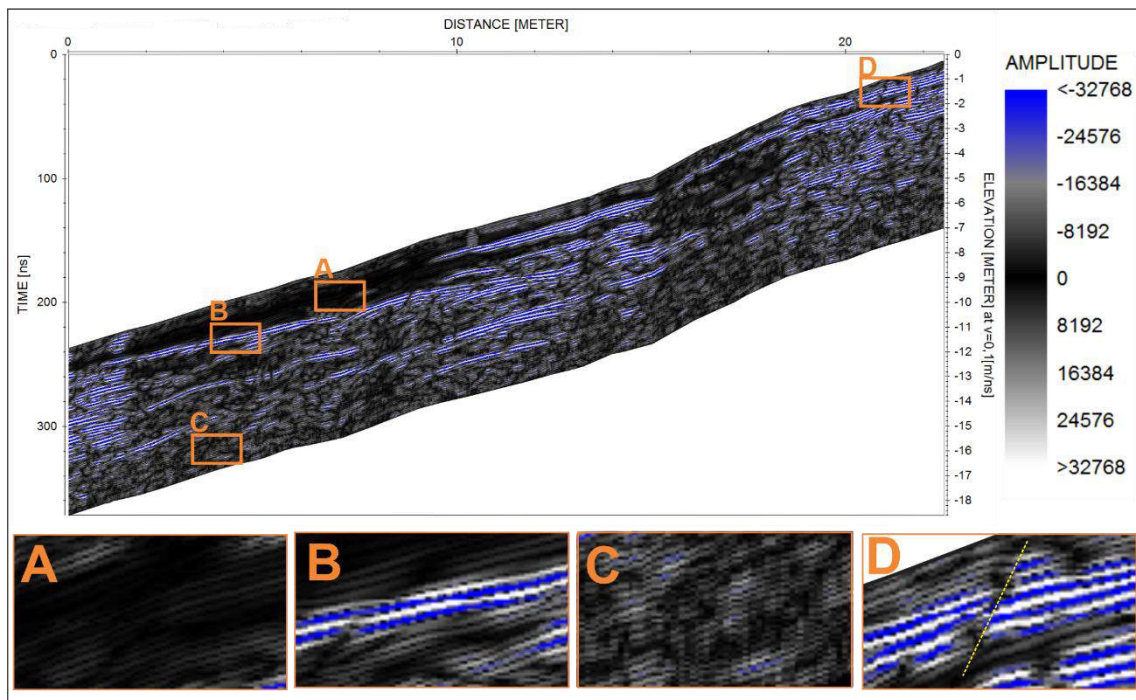 DISTANCE [METER]
0 10 20
TIME [ns]
0
100
200
300
A
B
C
D
0
-1
-2
-3
-4
-5
-6
-7
-8
-9
-10
-11
-12
-13
-14
-15
-16
-17
-18
ELEVATION [METER] at v=0,1[m/ns]
AMPLITUDE
<-32768
-24576
-16384
-8192
0
8192
16384
24576
>32768
A
B
C
D